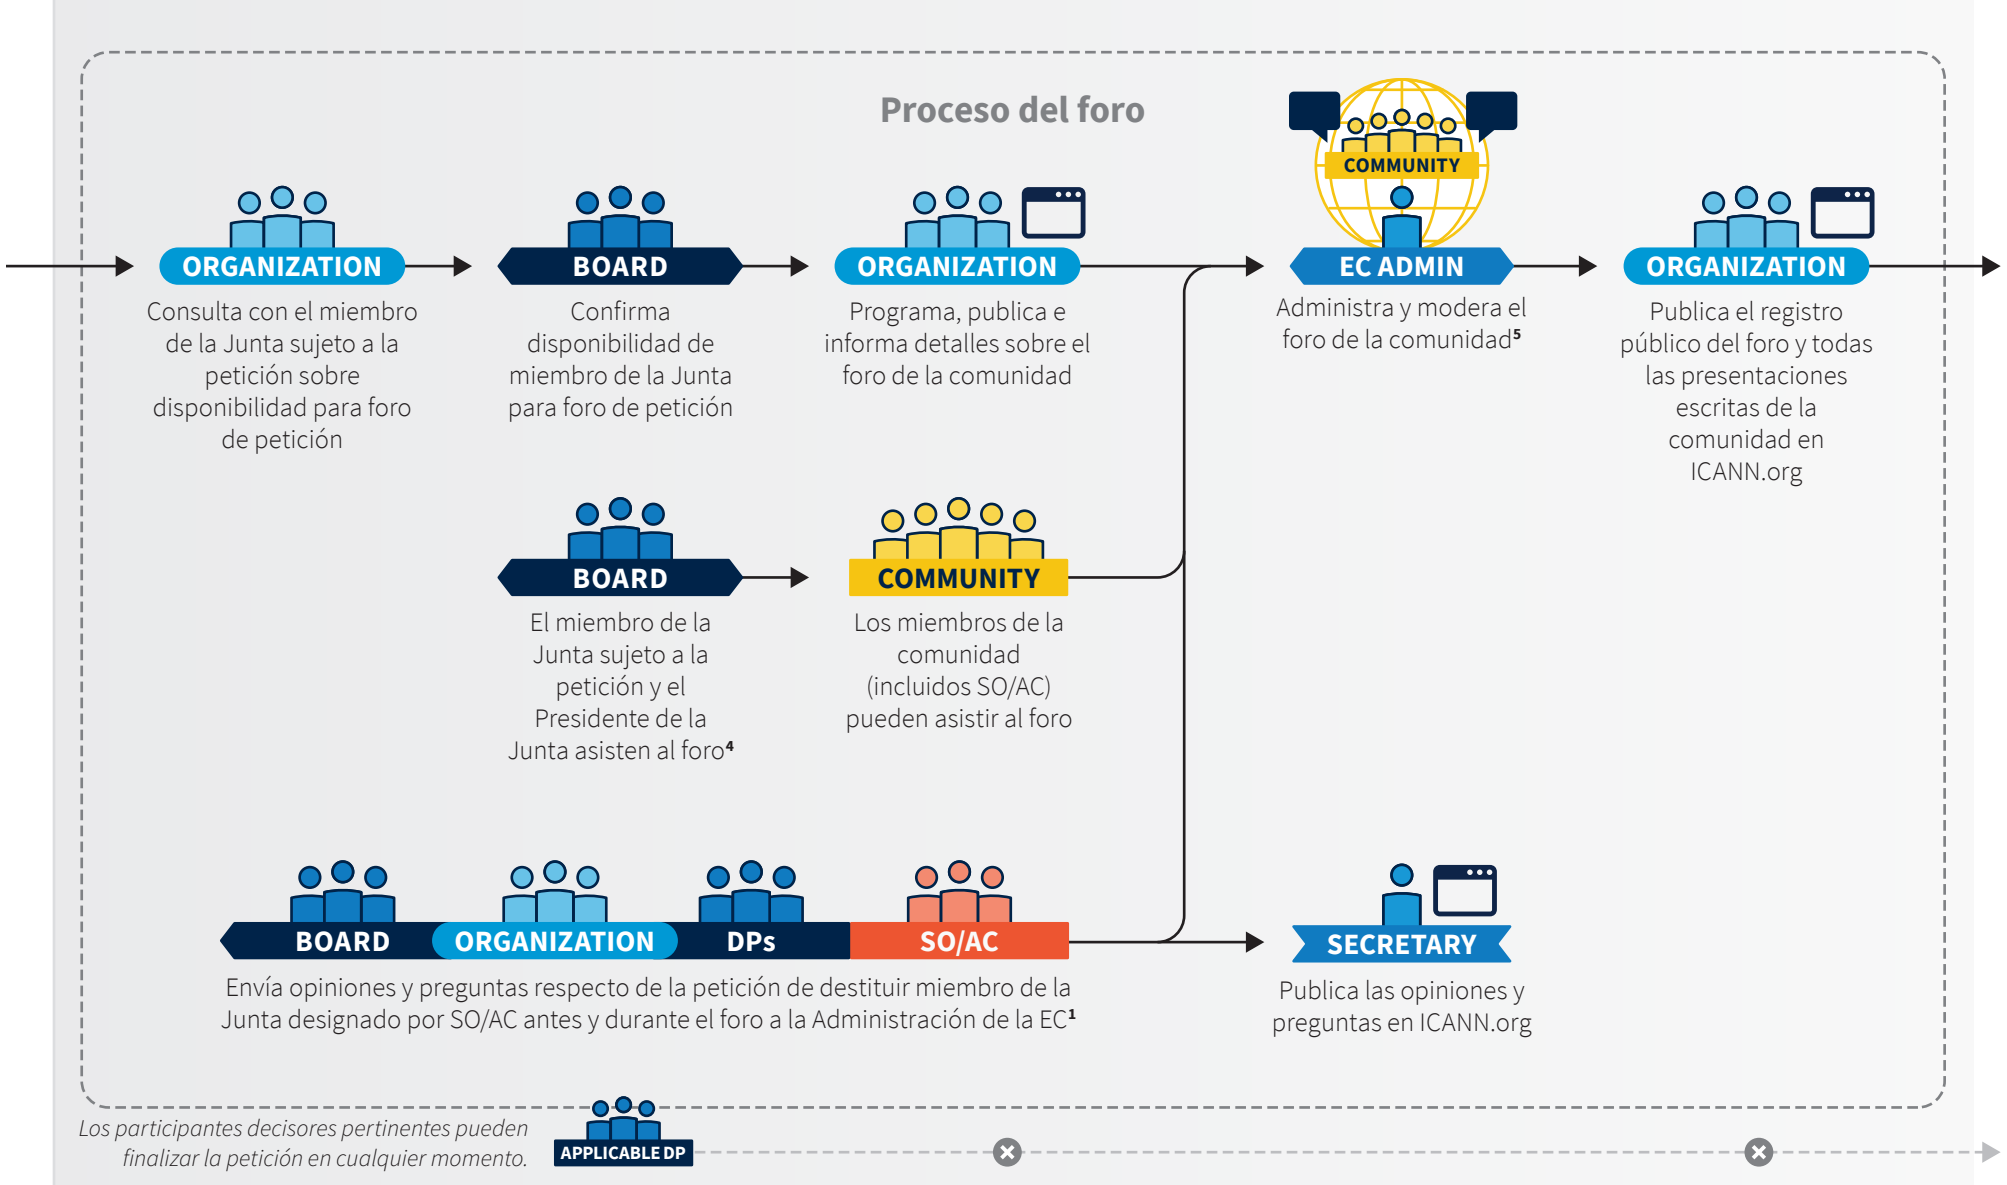 Proceso del foro
COMMUNITY
ORGANIZATION
Consulta con el miembro
de la Junta sujeto a la
petición sobre
disponibilidad para foro
de petición
BOARD
Confirma
disponibilidad de
miembro de la Junta
para foro de petición
ORGANIZATION
Programa, publica e
informa detalles sobre el
foro de la comunidad
EC ADMIN
Administra y modera el
foro de la comunidad5
ORGANIZATION
Publica el registro
público del foro y todas
las presentaciones
escritas de la
comunidad en
ICANN.org
BOARD
El miembro de la
Junta sujeto a la
petición y el
Presidente de la
Junta asisten al foro4
COMMUNITY
Los miembros de la
comunidad
(incluidos SO/AC)
pueden asistir al foro
BOARD
ORGANIZATION
DPs
SO/AC
Envía opiniones y preguntas respecto de la petición de destituir miembro de la
Junta designado por SO/AC antes y durante el foro a la Administración de la EC1
SECRETARY
Publica las opiniones y
preguntas en ICANN.org
Los participantes decisores pertinentes pueden
finalizar la petición en cualquier momento.
APPLICABLE DP